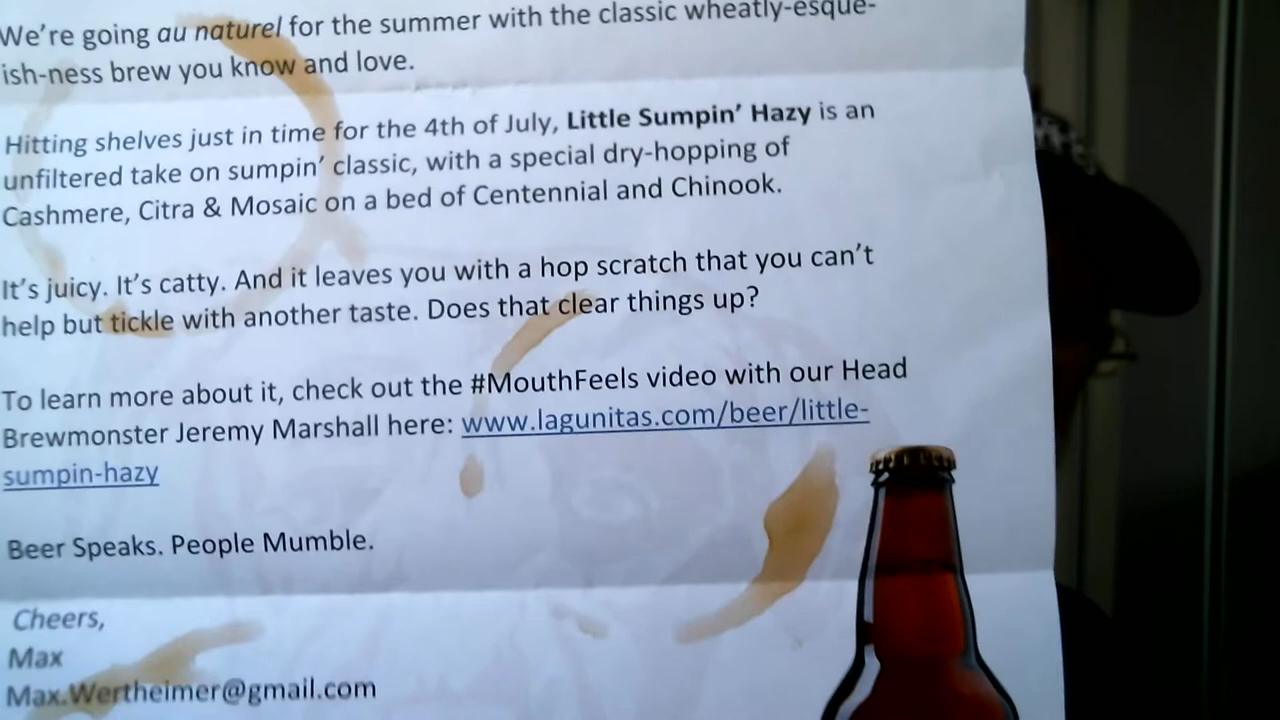 We're going au naturel for the summer with the classic wheatly-esque-
ish-ness brew you know and love.
Hitting shelves just in time for the 4th of July, Little Sumpin' Hazy is an
unfiltered take on sumpin' classic, with a special dry-hopping of
Cashmere, Citra & Mosaic on a bed of Centennial and Chinook.
It's juicy. It's catty. And it leaves you with a hop scratch that you can't
help but tickle with another taste. Does that clear things up?
To learn more about it, check out the #MouthFeels video with our Head
Brewmonster Jeremy Marshall here: www.lagunitas.com/beer/little-
sumpin-hazy
Beer Speaks. People Mumble.
Cheers,
Max
Max.Wertheimer@gmail.com